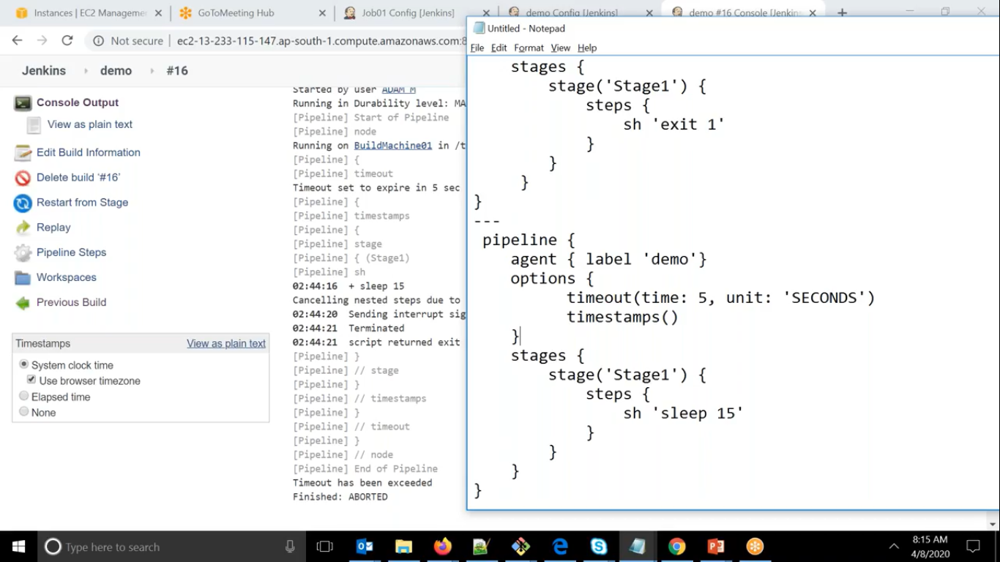 Instances | EC2 Manageme
GoToMeeting Hub
Job01 Config [Jenkins]
demo Config [Jenkins]
demo #16 Console [Jenkins
Untitled - Notepad
Not secure | ec2-13-233-115-147.ap-south-1.compute.amazonaws.com:8
File Edit Format View Help
Jenkins demo #16
Console Output
View as plain text
Edit Build Information
Delete build '#16'
Restart from Stage
Replay
Pipeline Steps
Workspaces
Previous Build
Timestamps View as plain text
System clock time
Use browser timezone
Elapsed time
None
Started by user ADAM M
Running in Durability level: MA
[Pipeline] Start of Pipeline
[Pipeline] node
Running on BuildMachine01 in /t
[Pipeline] {
[Pipeline] timeout
Timeout set to expire in 5 sec
[Pipeline] {
[Pipeline] timestamps
[Pipeline] {
[Pipeline] stage
[Pipeline] { (Stage1)
[Pipeline] sh
02:44:16 + sleep 15
Cancelling nested steps due to
02:44:20 Sending interrupt sig
02:44:21 Terminated
02:44:21 script returned exit
[Pipeline] }
[Pipeline] // stage
[Pipeline] }
[Pipeline] // timestamps
[Pipeline] }
[Pipeline] // timeout
[Pipeline] }
[Pipeline] // node
[Pipeline] End of Pipeline
Timeout has been exceeded
Finished: ABORTED
stages {
stage('Stage1') {
steps {
sh 'exit 1'
}
}
}
}
---
pipeline {
agent { label 'demo'}
options {
timeout(time: 5, unit: 'SECONDS')
timestamps()
}
stages {
stage('Stage1') {
steps {
sh 'sleep 15'
}
}
}
}
Type here to search
8:15 AM
4/8/2020